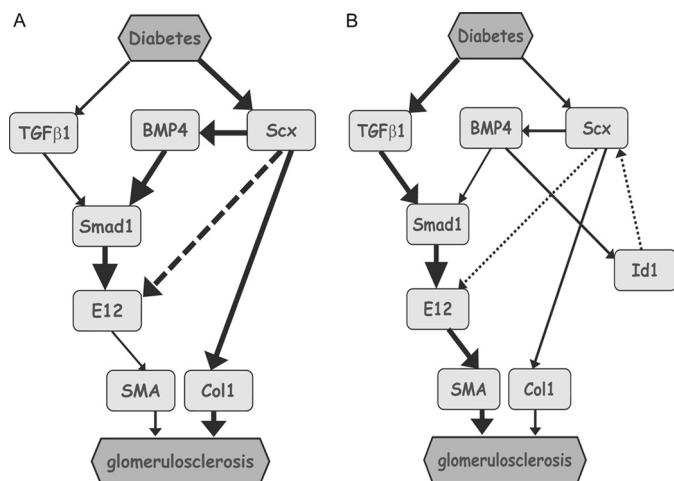 A
Diabetes
TGFβ1
BMP4
Scx
Smad1
E12
SMA
Col1
glomerulosclerosis
B
Diabetes
TGFβ1
BMP4
Scx
Smad1
Id1
E12
SMA
Col1
glomerulosclerosis